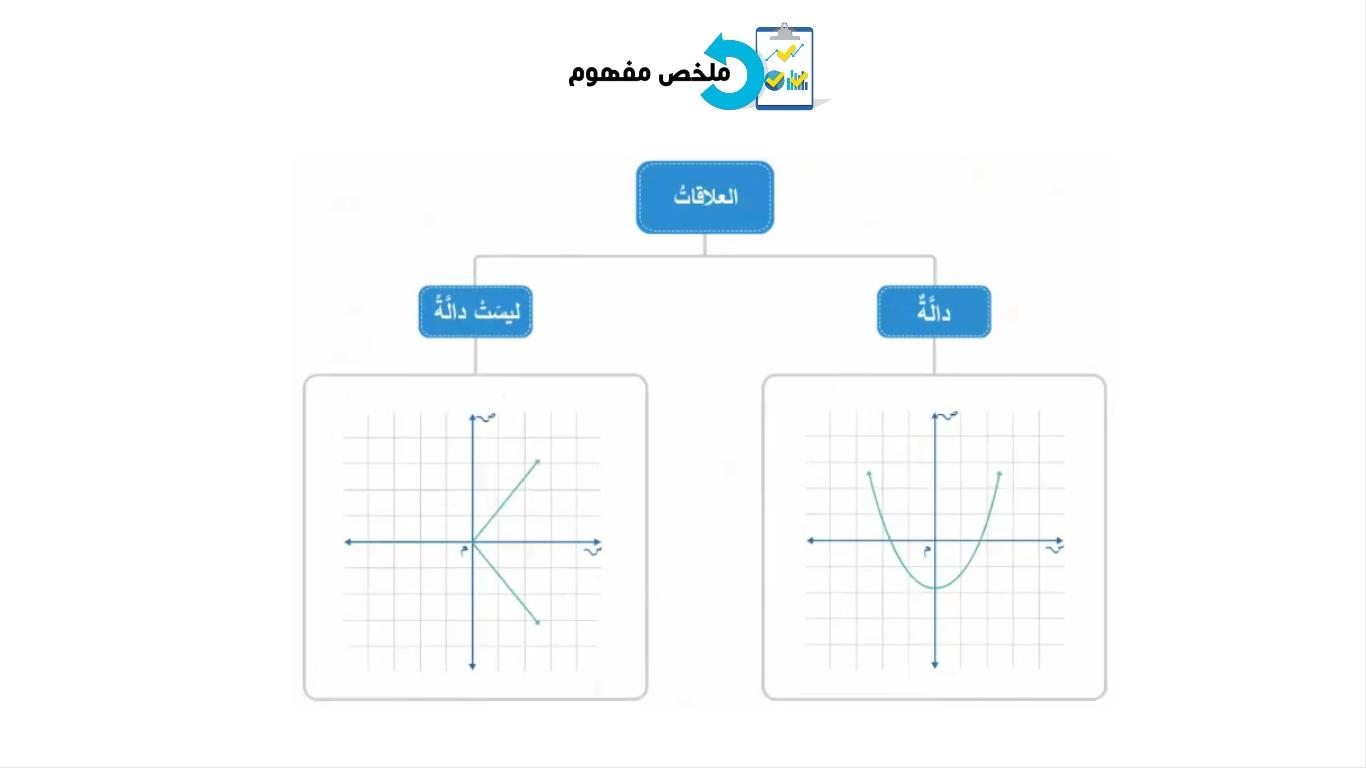 ملخص مفهوم
العلاقاتُ
دالَّةٌ
ليسَتْ دالَّةً
ص
س
م
ص
س
م